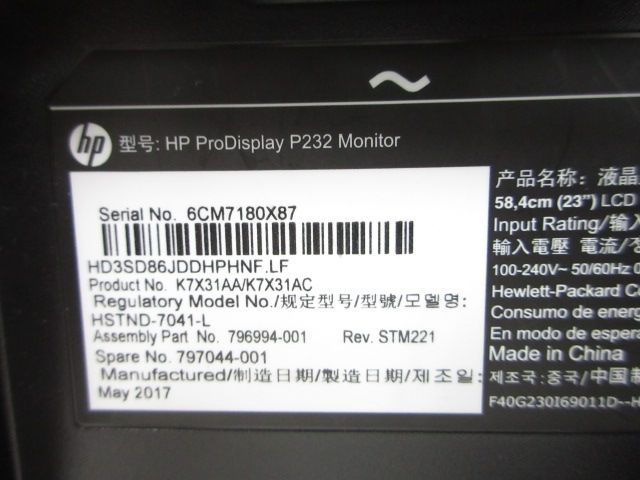 ~
hp 型号: HP ProDisplay P232 Monitor
Serial No. 6CM7180X87
HD3SD86JDDHPHNF.LF
Product No. K7X31AA/K7X31AC
Regulatory Model No./规定型号/型號/모델명:
HSTND-7041-L
Assembly Part No. 796994-001 Rev. STM221
Spare No. 797044-001
Manufactured/制造日期/製造日期/제조일:
May 2017
产品名称: 液晶
58,4cm (23") LCD
Input Rating/输入
輸入電壓 電流/정
100-240V~ 50/60Hz
Hewlett-Packard
Consumo de
En modo de
Made in China
제조국:중국/中国制
F40G230I69011D--H